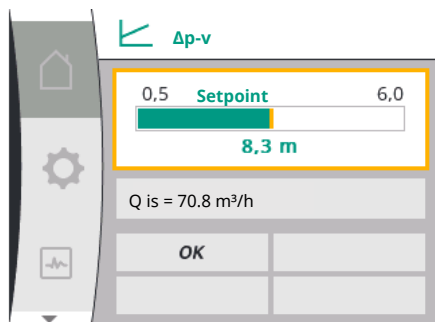 Δp-v
0,5 Setpoint 6,0
8,3 m
Q is = 70.8 m³/h
OK